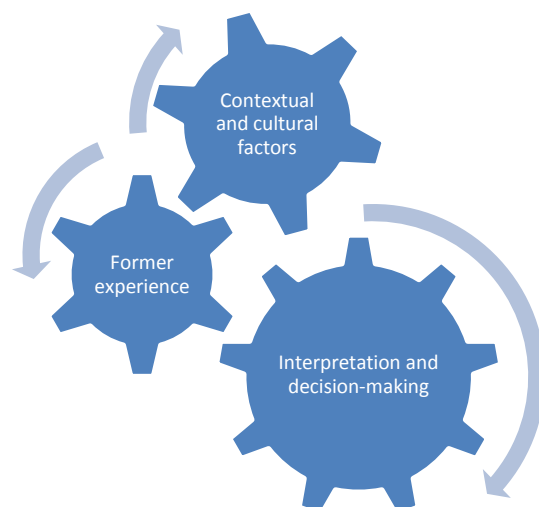 Contextual
and cultural
factors
Former
experience
Interpretation and
decision-making